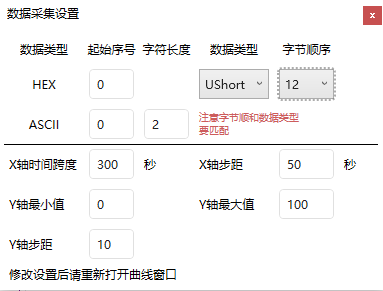 数据采集设置 x
数据类型 起始序号 字符长度 数据类型 字节顺序
HEX 0 UShort 12
ASCII 0 2 注意字节顺和数据类型
要匹配
X轴时间跨度 300 秒 X轴步距 50 秒
Y轴最小值 0 Y轴最大值 100
Y轴步距 10
修改设置后请重新打开曲线窗口